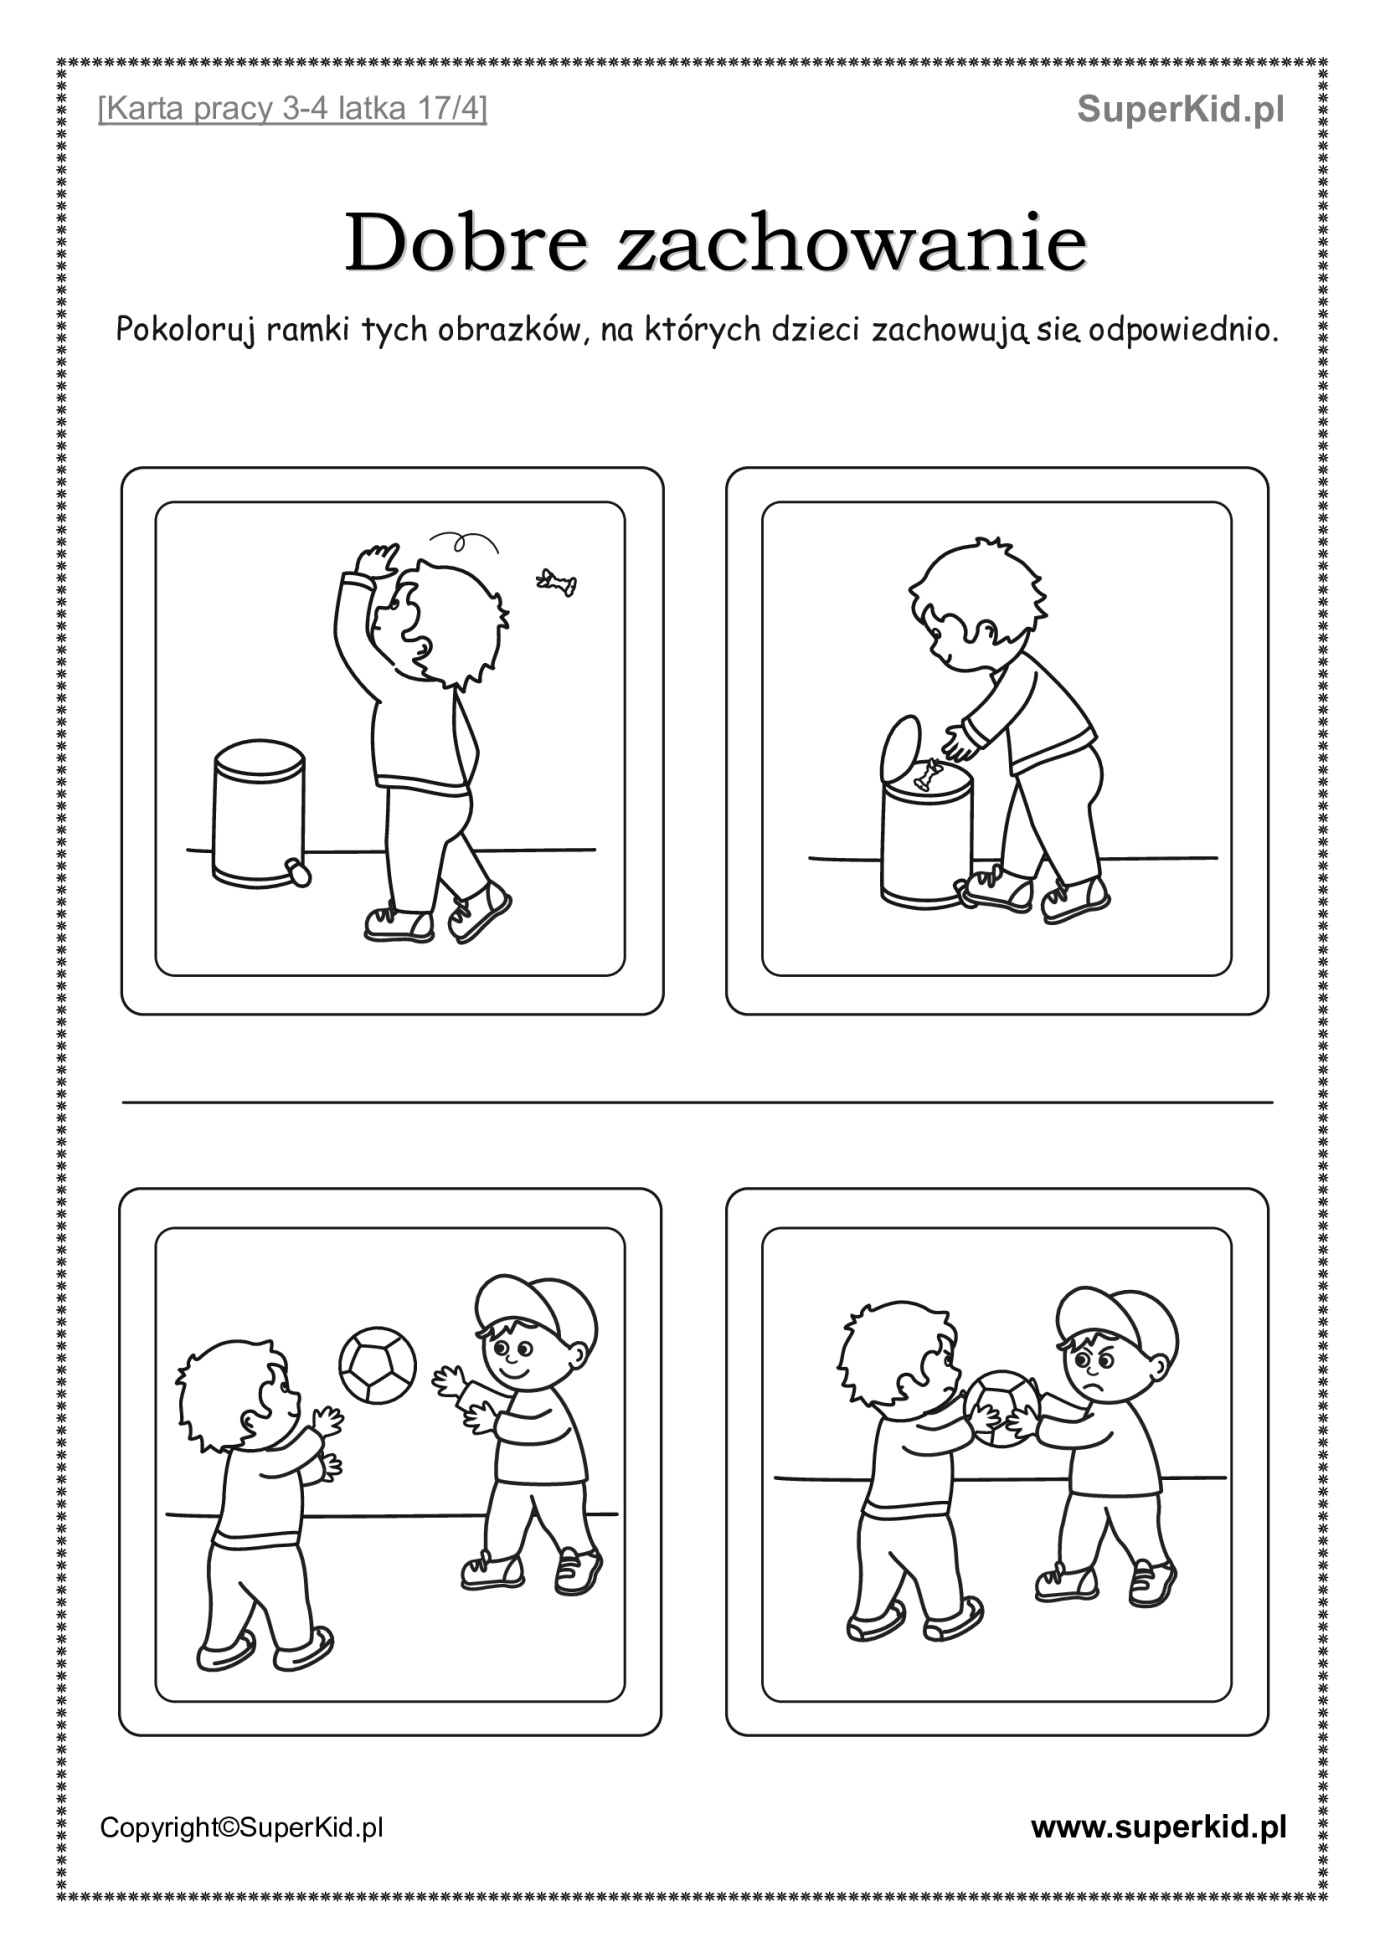 [Karta pracy 3-4 latka 17/4] SuperKid.pl
Dobre zachowanie
Pokoloruj ramki tych obrazków, na których dzieci zachowują się odpowiednio.
Copyright©SuperKid.pl www.superkid.pl